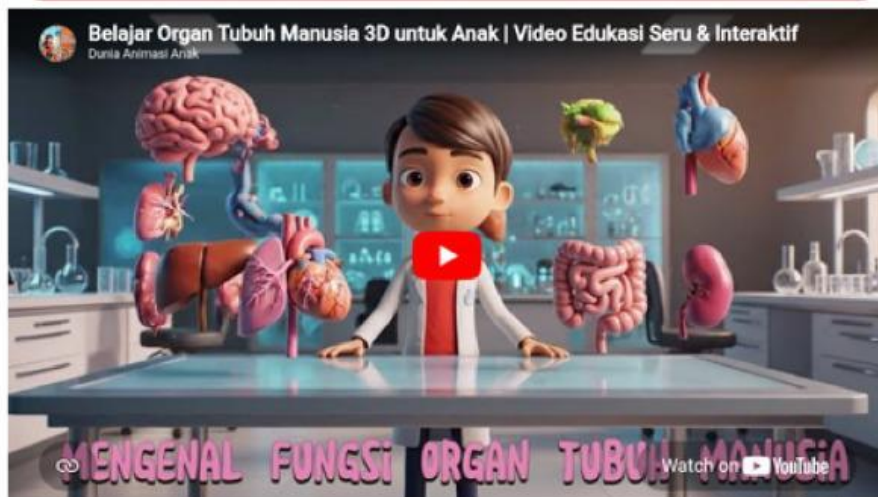 Belajar Organ Tubuh Manusia 3D untuk Anak | Video Edukasi Seru & Interaktif
Dunia Animasi Anak
MENGENAL FUNGSI ORGAN TUBUH MANUSIA
Watch on YouTube